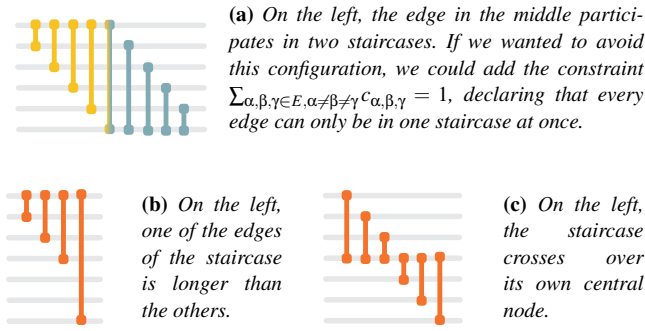 (a) On the left, the edge in the middle partici-
pates in two staircases. If we wanted to avoid
this configuration, we could add the constraint
∑α,β,γ∈E,α≠β≠γ cα,β,γ = 1, declaring that every
edge can only be in one staircase at once.
(b) On the left,
one of the edges
of the staircase
is longer than
the others.
(c) On the left,
the staircase
crosses over
its own central
node.